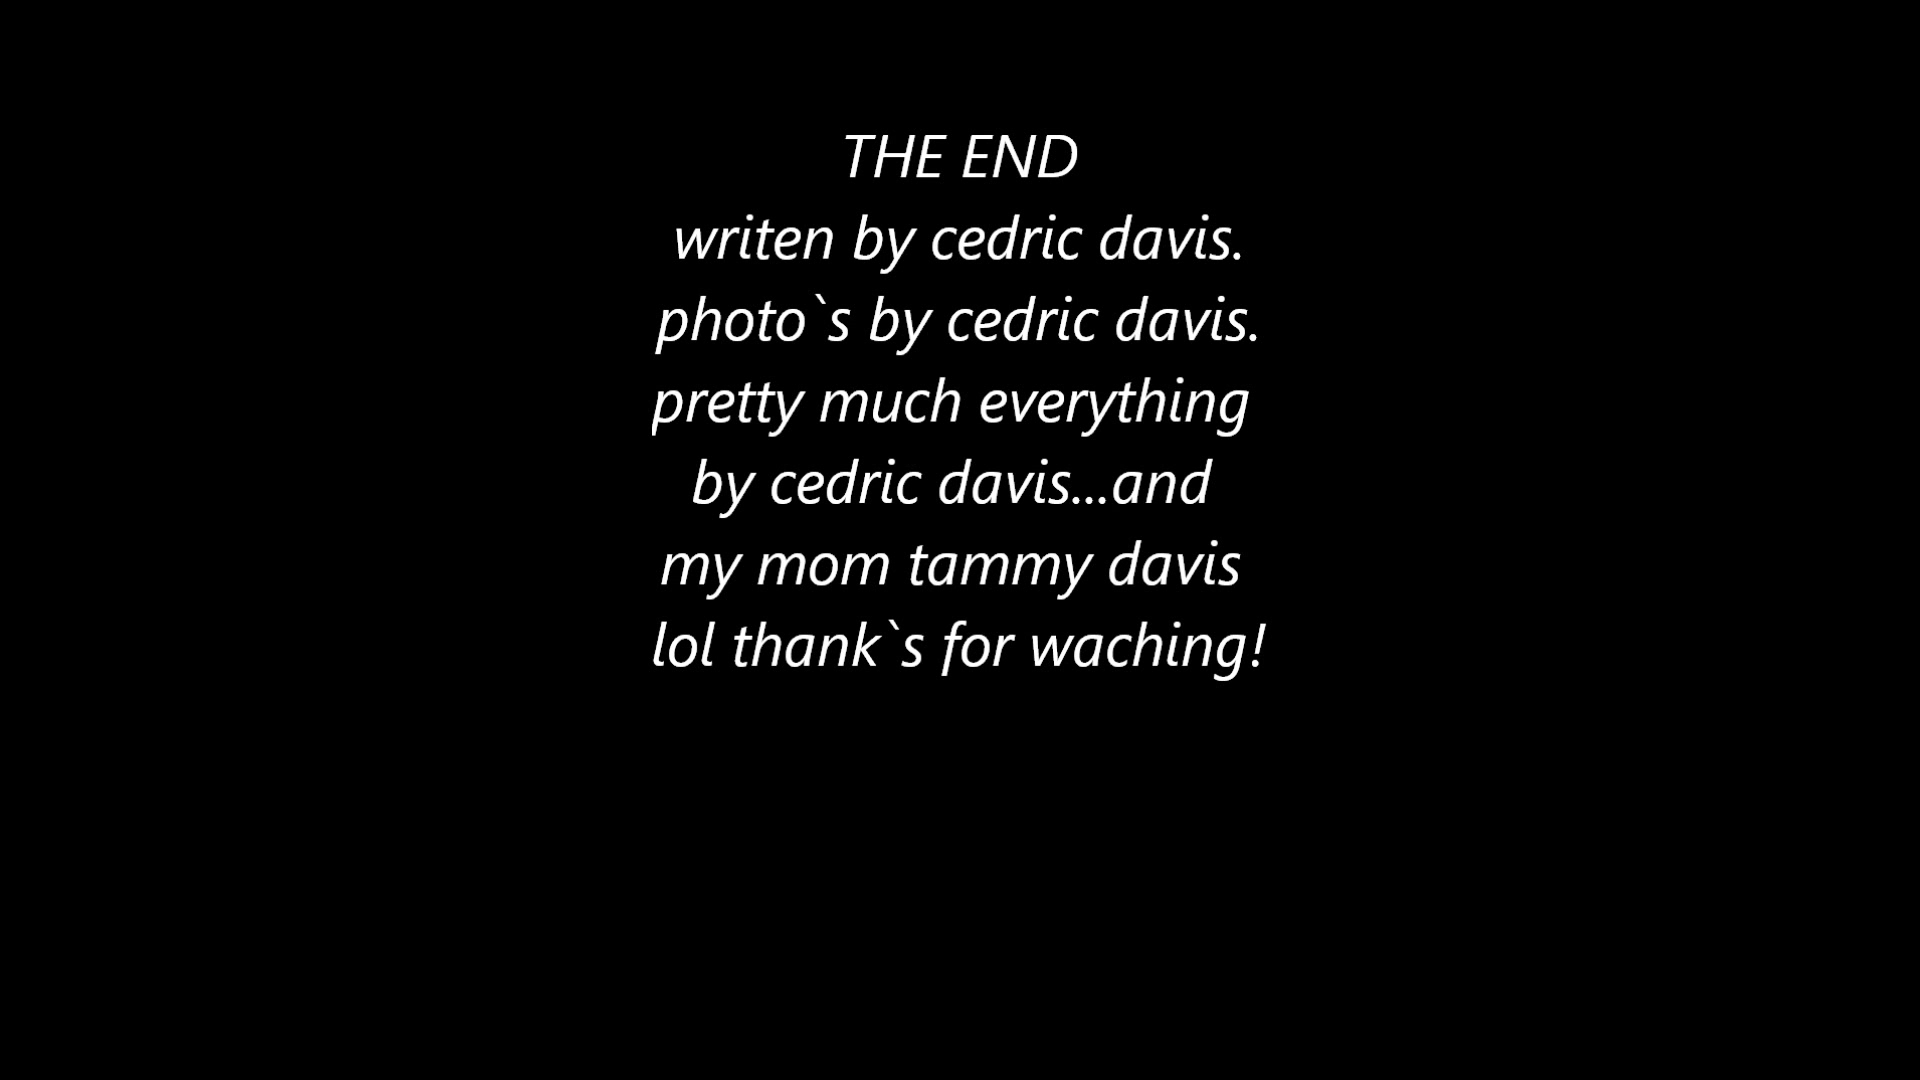 THE END
writen by cedric davis.
photo`s by cedric davis.
pretty much everything
by cedric davis...and
my mom tammy davis
lol thank`s for waching!